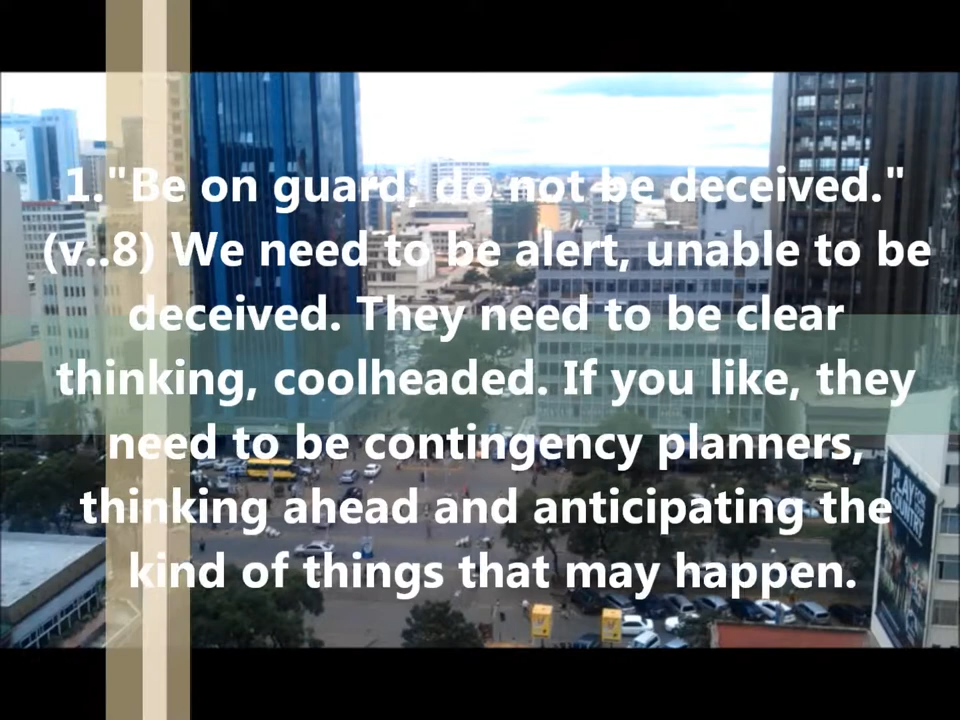 1."Be on guard; do not be deceived."
(v..8) We need to be alert, unable to be
deceived. They need to be clear
thinking, coolheaded. If you like, they
need to be contingency planners,
thinking ahead and anticipating the
kind of things that may happen.
COUNTRY